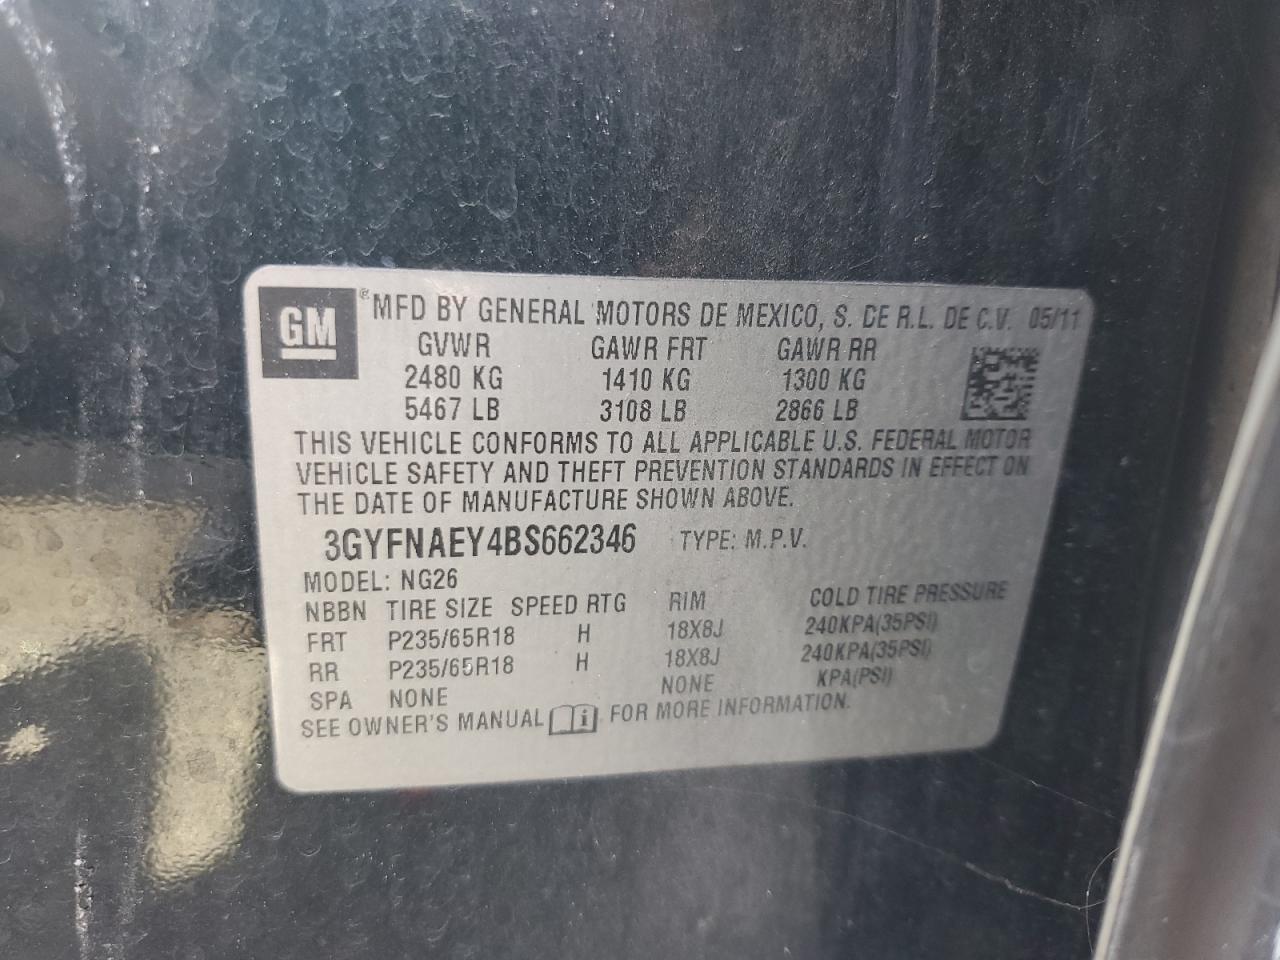 GM ® MFD BY GENERAL MOTORS DE MEXICO, S. DE R.L. DE C.V. 05/11
GVWR GAWR FRT GAWR RR
2480 KG 1410 KG 1300 KG
5467 LB 3108 LB 2866 LB
THIS VEHICLE CONFORMS TO ALL APPLICABLE U.S. FEDERAL MOTOR
VEHICLE SAFETY AND THEFT PREVENTION STANDARDS IN EFFECT ON
THE DATE OF MANUFACTURE SHOWN ABOVE.
3GYFNAEY4BS662346 TYPE: M.P.V.
MODEL: NG26
NBBN TIRE SIZE SPEED RTG RIM COLD TIRE PRESSURE
FRT P235/65R18 H 18X8J 240KPA(35PSI)
RR P235/65R18 H 18X8J 240KPA(35PSI)
SPA NONE NONE KPA(PSI)
SEE OWNER'S MANUAL i FOR MORE INFORMATION.